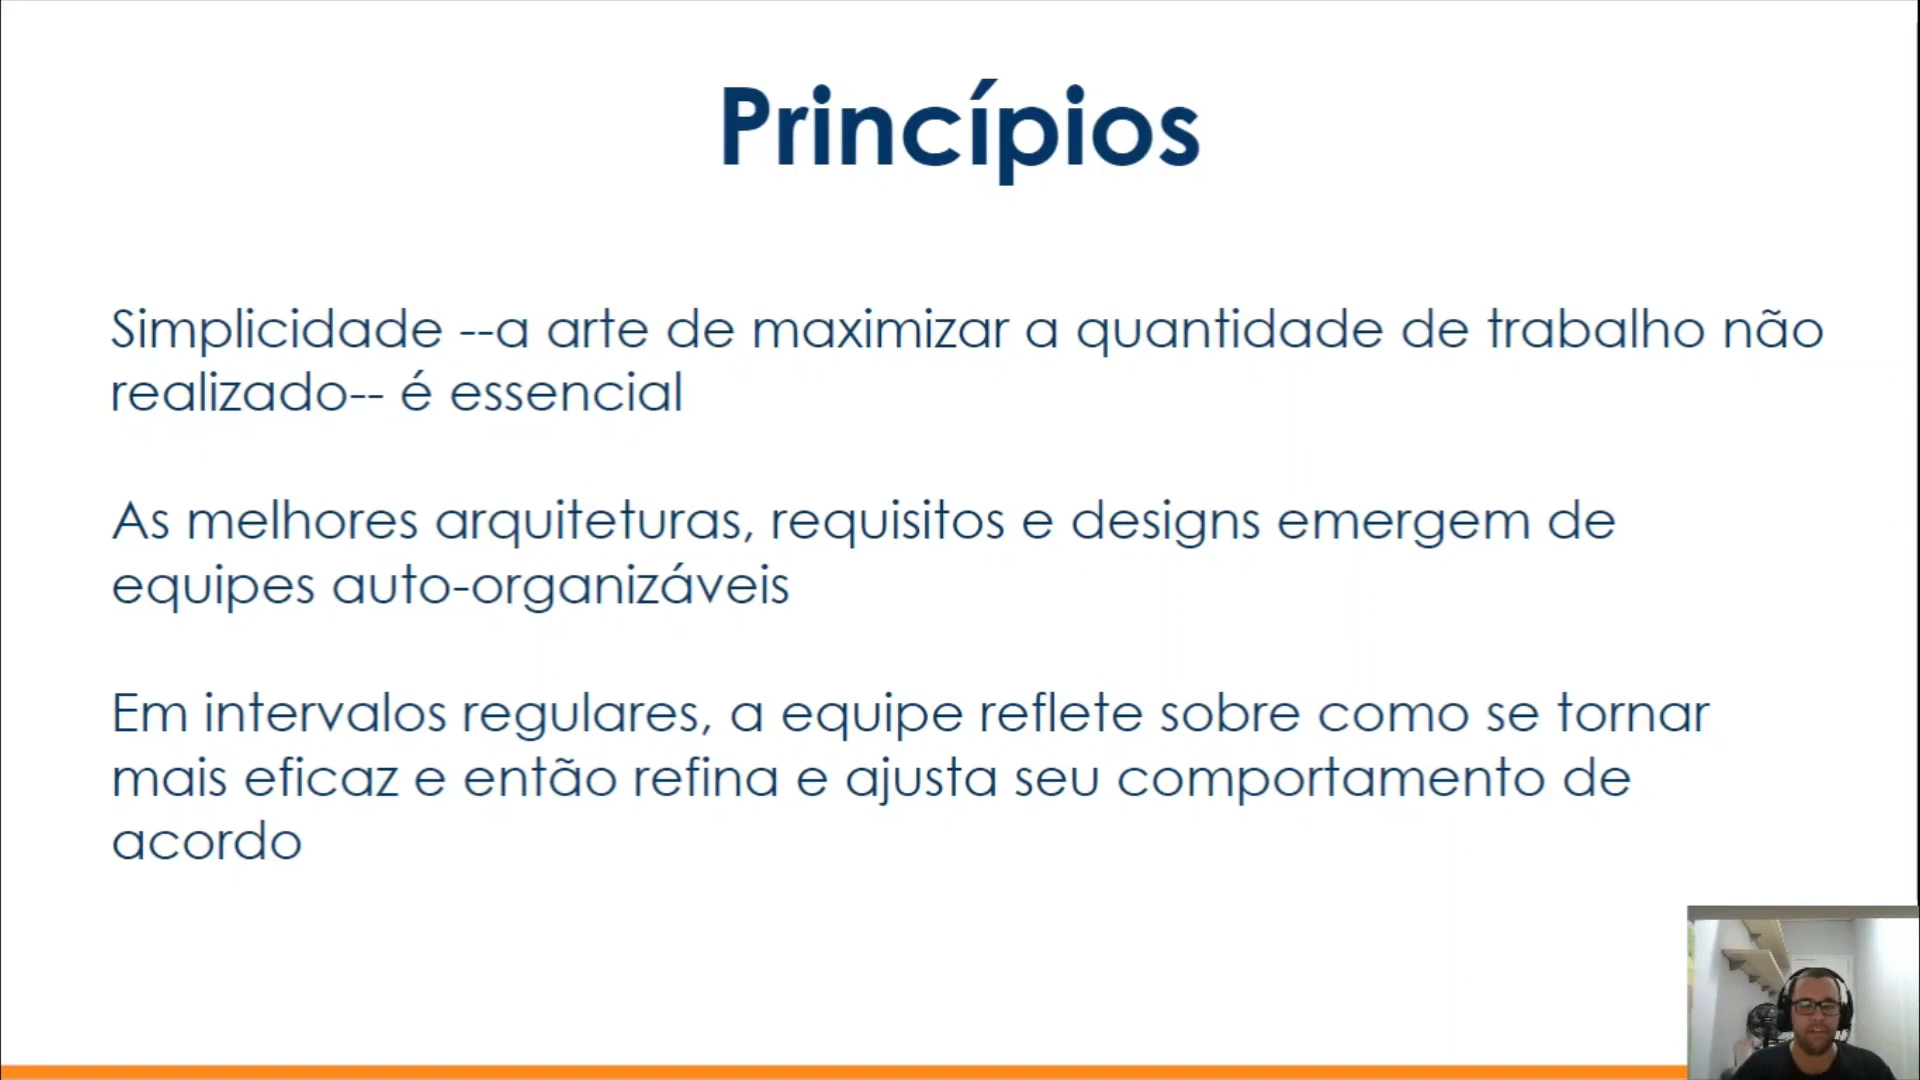 Princípios
Simplicidade --a arte de maximizar a quantidade de trabalho não
realizado-- é essencial
As melhores arquiteturas, requisitos e designs emergem de
equipes auto-organizáveis
Em intervalos regulares, a equipe reflete sobre como se tornar
mais eficaz e então refina e ajusta seu comportamento de
acordo